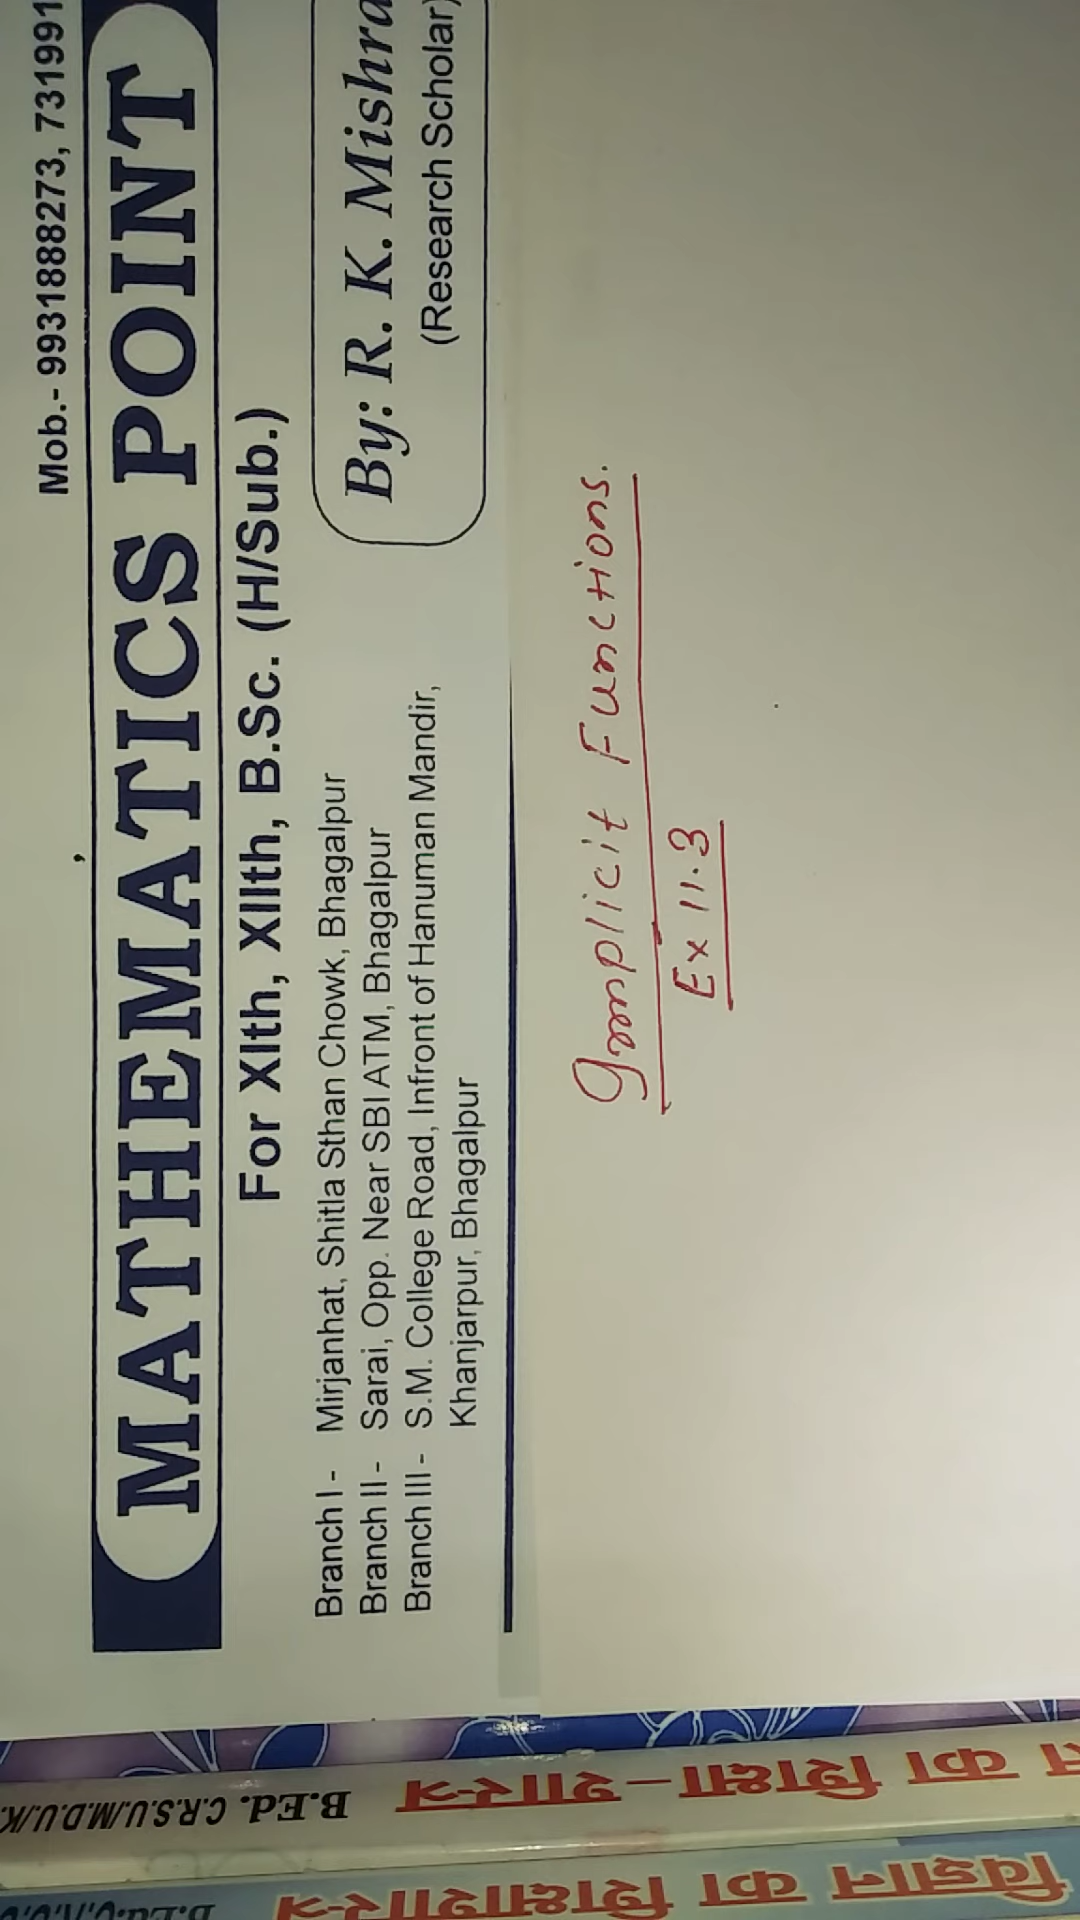 Mob.- 9931888273, 731991
MATHEMATICS POINT
For XIth, XIIth, B.Sc. (H/Sub.)
Branch I - Mirjanhat, Shitla Sthan Chowk, Bhagalpur
Branch II - Sarai, Opp. Near SBI ATM, Bhagalpur
Branch III - S.M. College Road, Infront of Hanuman Mandir,
Khanjarpur, Bhagalpur
By: R. K. Mishra
(Research Scholar)
Implicit Functions.
Ex 11.3
का शिक्षा–शास्त्र B.Ed. C.R.S.U./M.D.U./K.
विज्ञान का शिक्षाशास्त्र